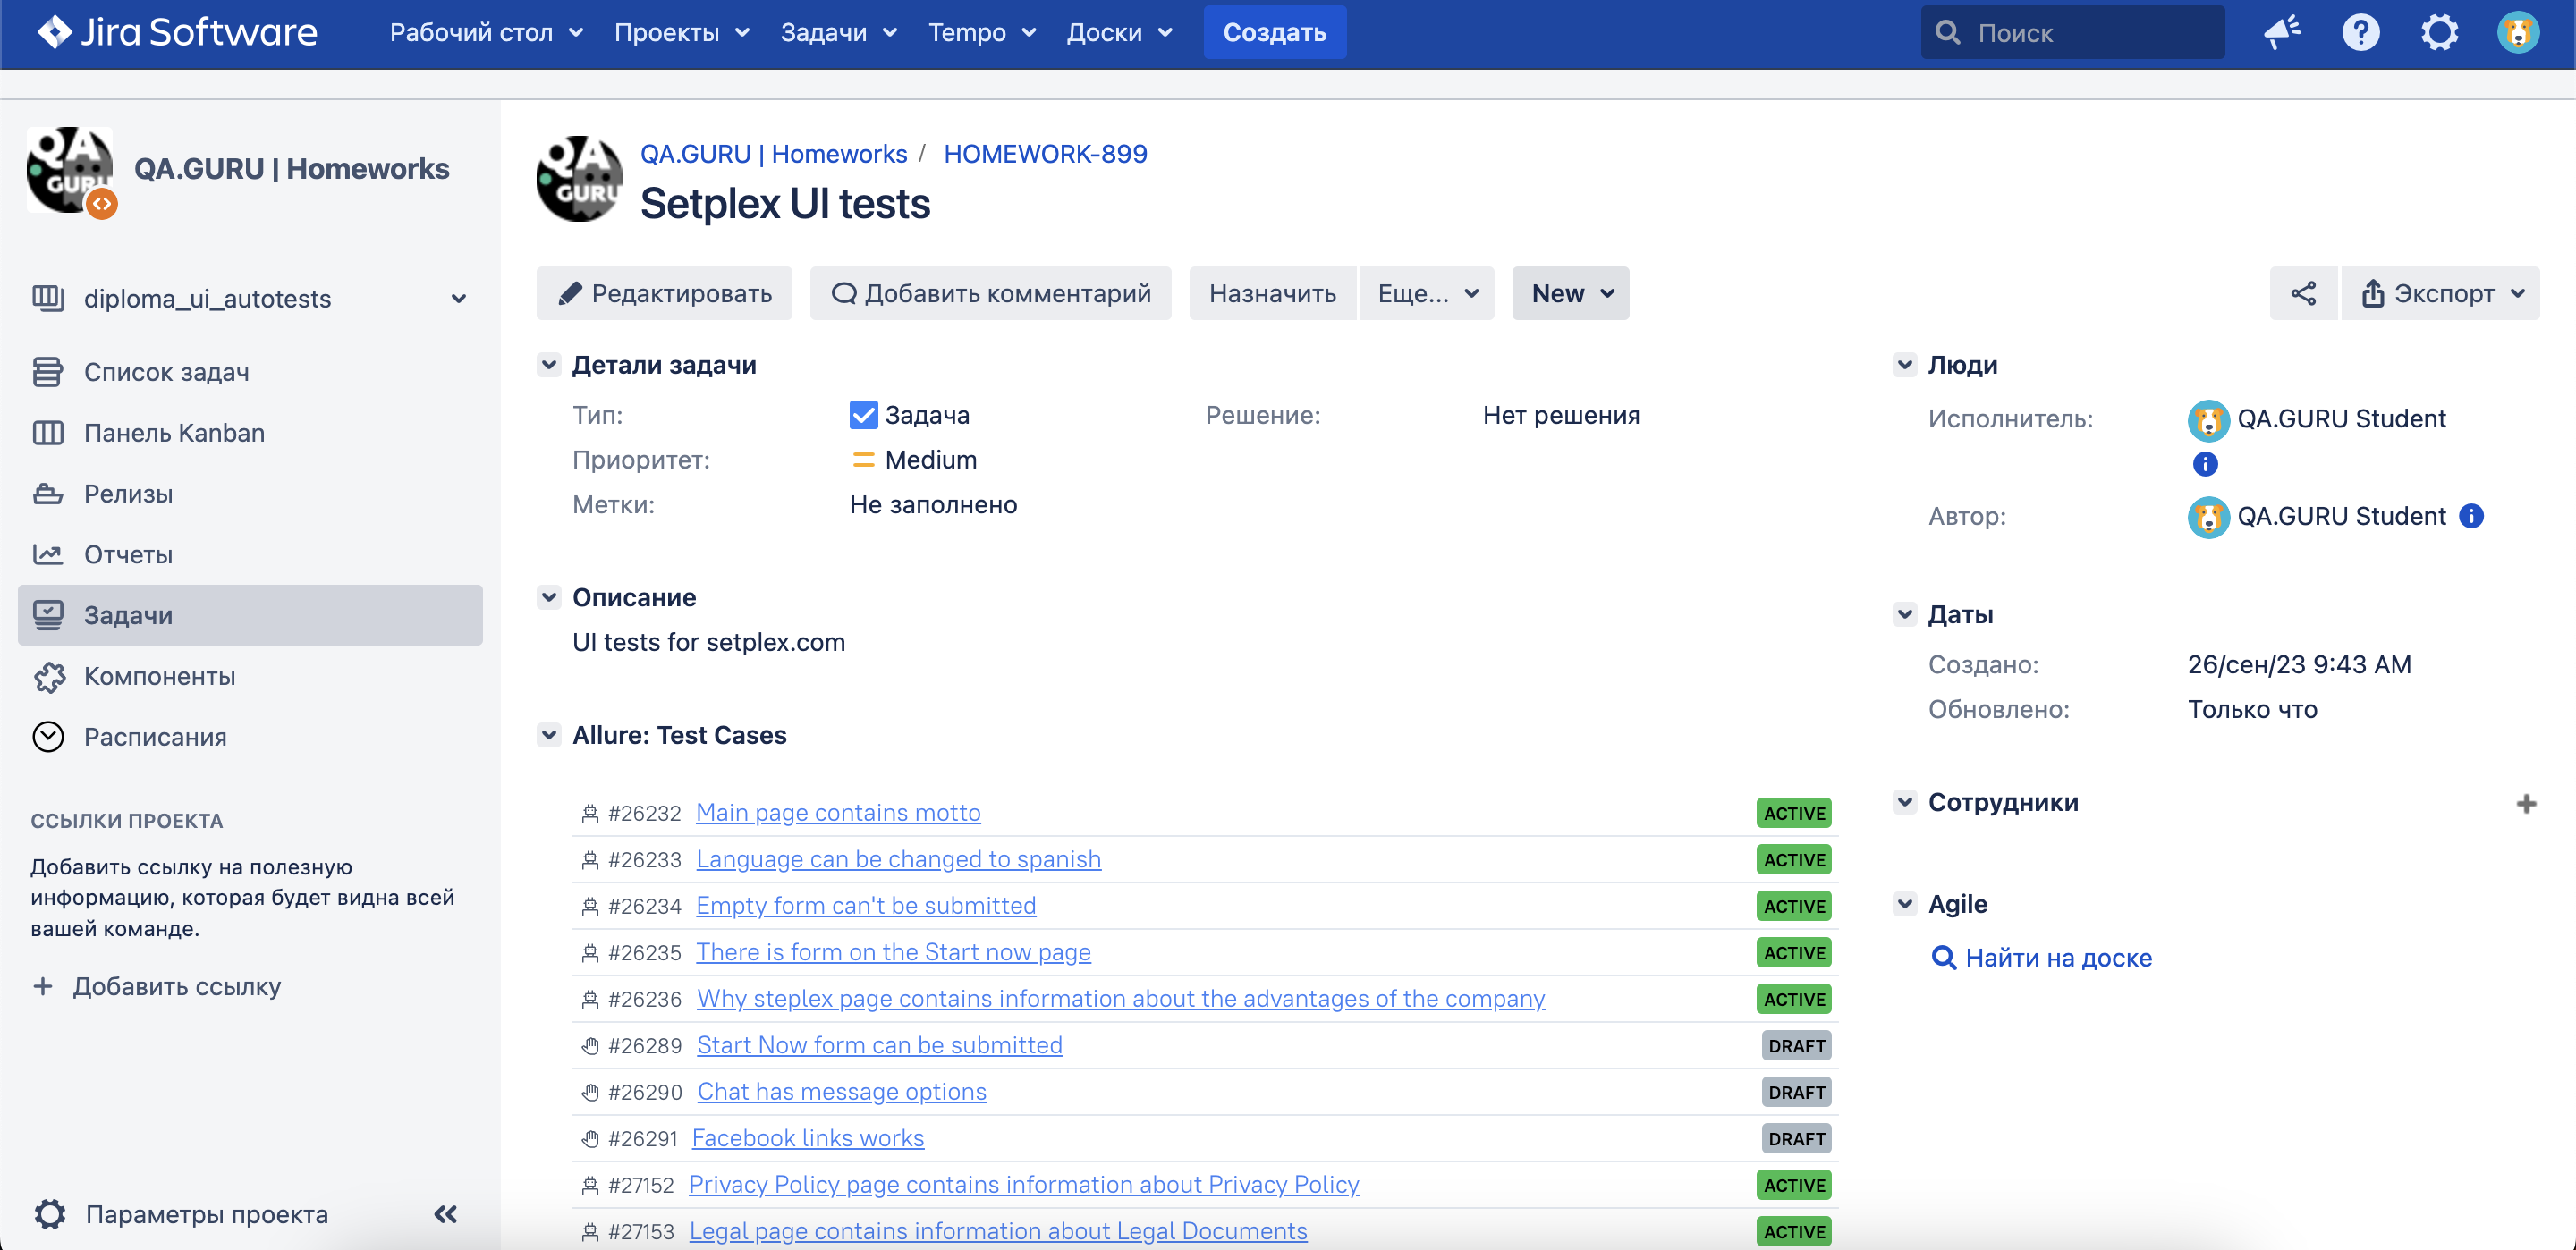 Jira Software Рабочий стол Проекты Задачи Tempo Доски Создать Поиск
QA GURU
QA.GURU | Homeworks
diploma_ui_autotests
Список задач
Панель Kanban
Релизы
Отчеты
Задачи
Компоненты
Расписания
ССЫЛКИ ПРОЕКТА
Добавить ссылку на полезную
информацию, которая будет видна всей
вашей команде.
+ Добавить ссылку
Параметры проекта
QA GURU
QA.GURU | Homeworks / HOMEWORK-899
Setplex UI tests
Редактировать Добавить комментарий Назначить Еще... New Экспорт
Детали задачи
Тип: Задача Решение: Нет решения
Приоритет: Medium
Метки: Не заполнено
Описание
UI tests for setplex.com
Allure: Test Cases
#26232 Main page contains motto ACTIVE
#26233 Language can be changed to spanish ACTIVE
#26234 Empty form can't be submitted ACTIVE
#26235 There is form on the Start now page ACTIVE
#26236 Why steplex page contains information about the advantages of the company ACTIVE
#26289 Start Now form can be submitted DRAFT
#26290 Chat has message options DRAFT
#26291 Facebook links works DRAFT
#27152 Privacy Policy page contains information about Privacy Policy ACTIVE
#27153 Legal page contains information about Legal Documents ACTIVE
Люди
Исполнитель: QA.GURU Student
Автор: QA.GURU Student
Даты
Создано: 26/сен/23 9:43 AM
Обновлено: Только что
Сотрудники
Agile
Найти на доске